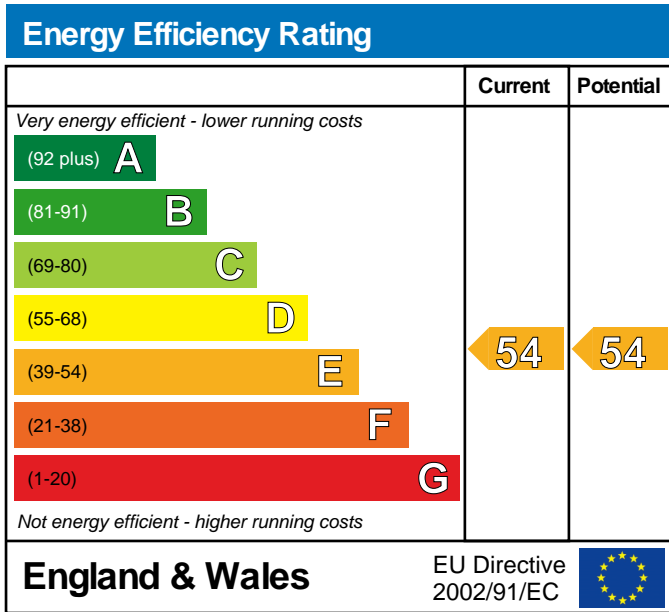 Energy Efficiency Rating
Current Potential
Very energy efficient - lower running costs
(92 plus) A
(81-91) B
(69-80) C
(55-68) D
(39-54) E
54 54
(21-38) F
(1-20) G
Not energy efficient - higher running costs
England & Wales
EU Directive
2002/91/EC